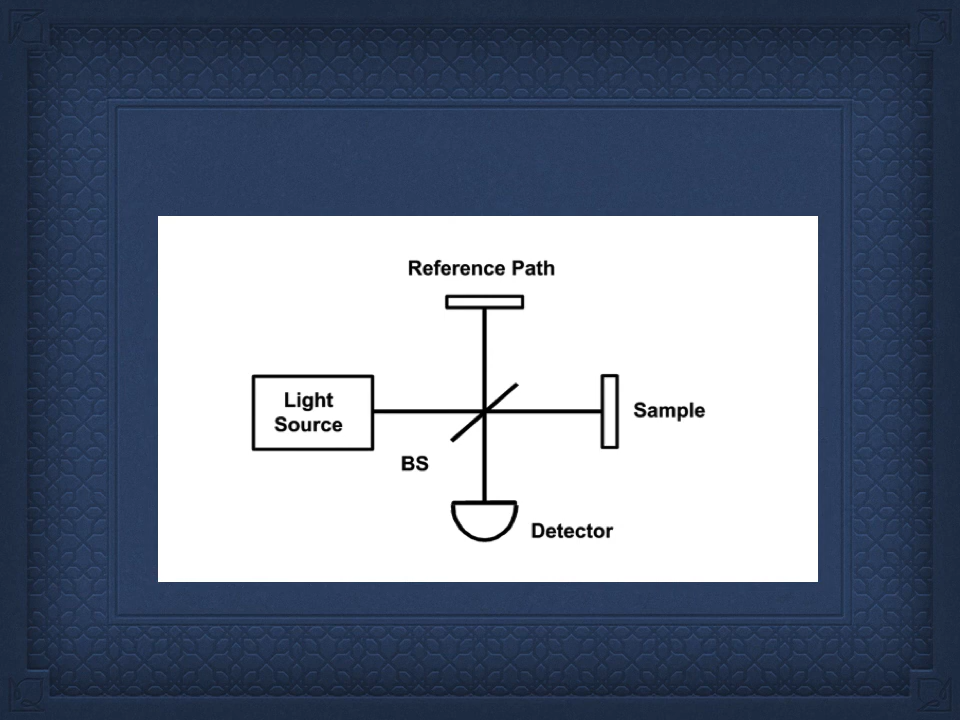 Reference Path
Light
Source
Sample
BS
Detector